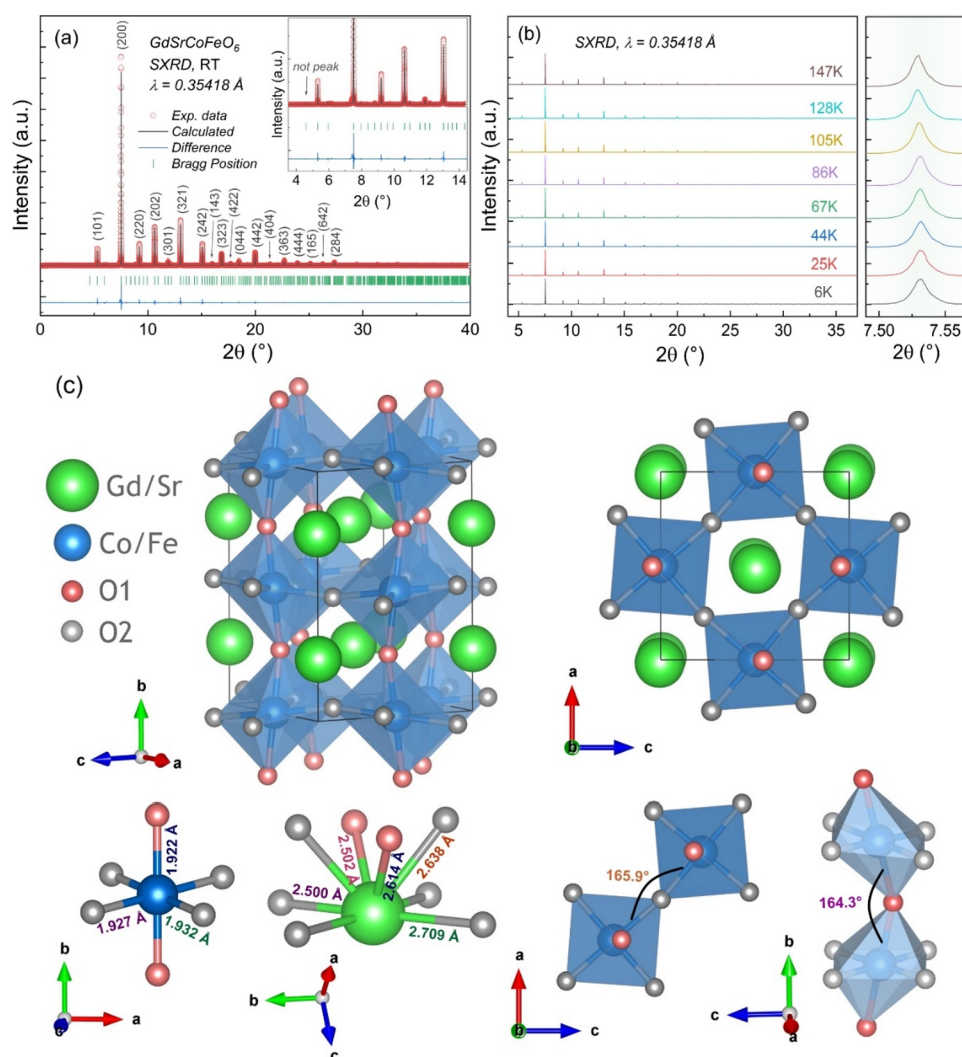 (a)
GdSrCoFeO₆
SXRD, RT
λ = 0.35418 Å
Exp. data
Calculated
Difference
Bragg Position
Intensity (a.u.)
(200)
(101)
(220)
(202)
(301)
(321)
(242)
(143)
(323)
(422)
(044)
(442)
(404)
(363)
(444)
(165)
(642)
(284)
0 10 20 30 40
2θ (°)
not peak
Intensity (a.u.)
4 6 8 10 12 14
2θ (°)
(b)
SXRD, λ = 0.35418 Å
Intensity (a.u.)
147K
128K
105K
86K
67K
44K
25K
6K
5 10 15 20 25 30 35
2θ (°)
7.50 7.55
2θ (°)
(c)
Gd/Sr
Co/Fe
O1
O2
b
c
a
a
b
c
1.922 Å
1.927 Å
1.932 Å
b
a
c
2.502 Å
2.614 Å
2.638 Å
2.500 Å
2.709 Å
a
b
c
165.9°
a
b
c
164.3°
b
c
a